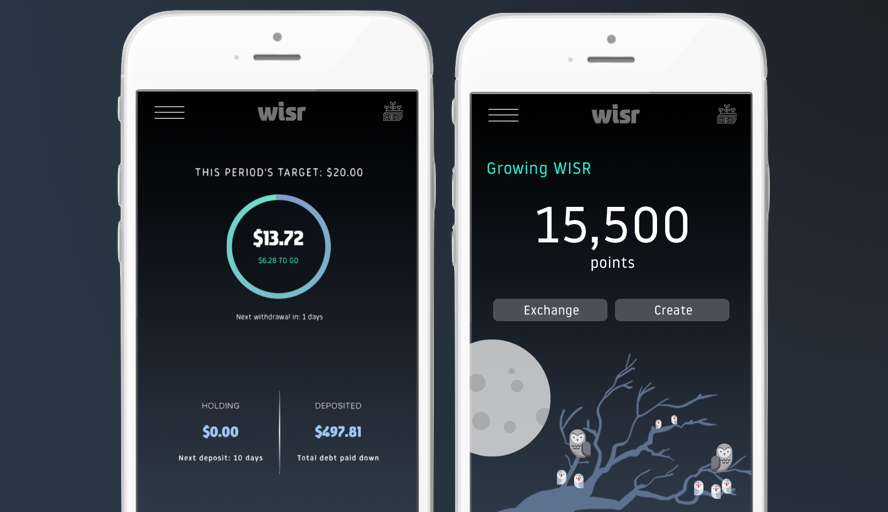 wisr
THIS PERIOD'S TARGET: $20.00
$13.72
$6.28 TO GO
Next withdrawal in: 1 days
HOLDING
$0.00
Next deposit: 10 days
DEPOSITED
$497.81
Total debt paid down
wisr
Growing WISR
15,500
points
Exchange
Create